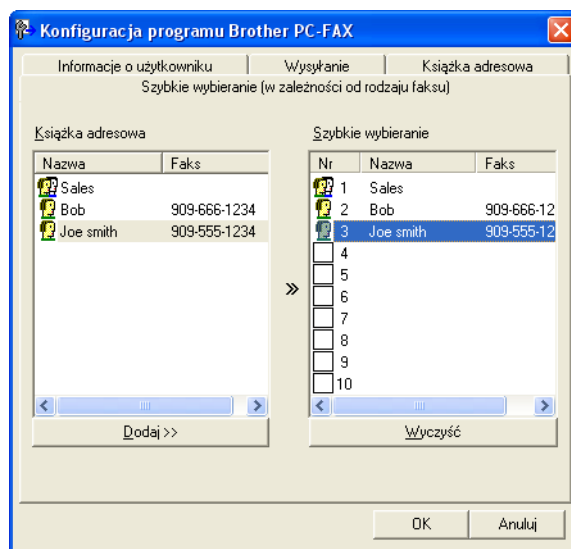 Konfiguracja programu Brother PC-FAX
Informacje o użytkowniku Wysyłanie Książka adresowa
Szybkie wybieranie (w zależności od rodzaju faksu)
Książka adresowa Szybkie wybieranie
Nazwa Faks Nr Nazwa Faks
Sales 1 Sales
Bob 909-666-1234 2 Bob 909-666-12
Joe smith 909-555-1234 3 Joe smith 909-555-12
4
5
»
6
7
8
9
10
Dodaj >> Wyczyść
OK Anuluj